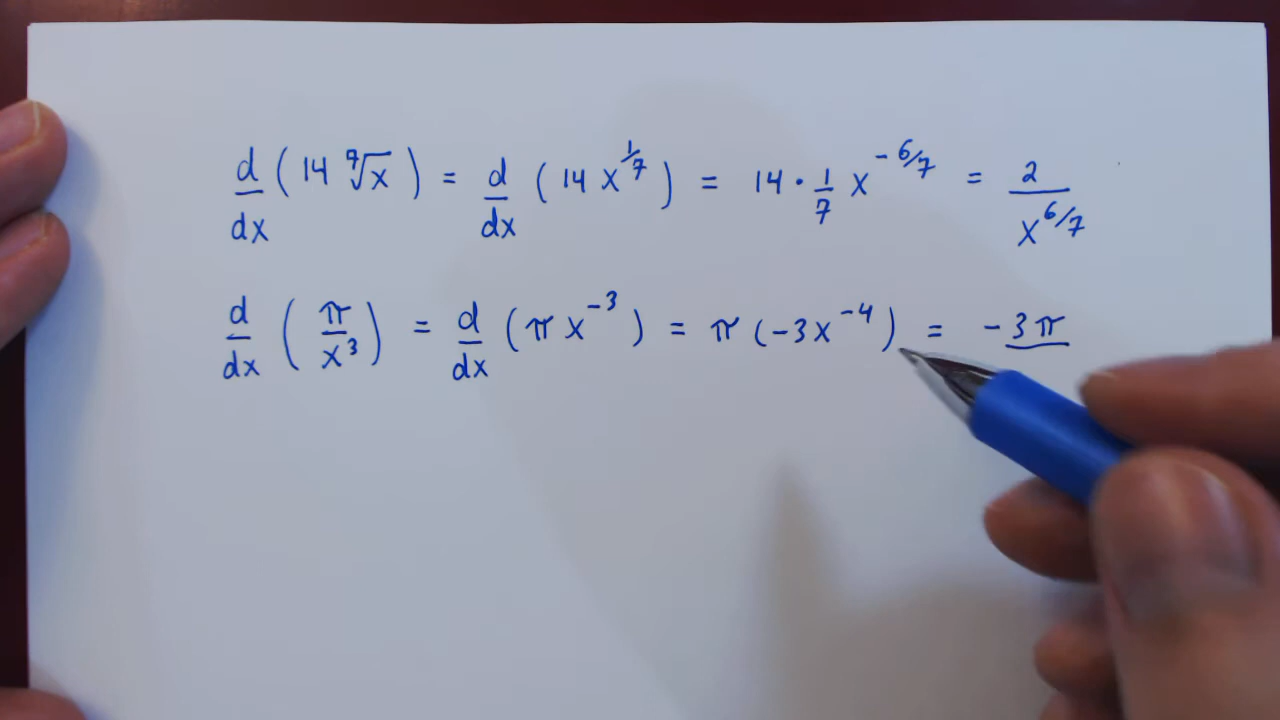 d/dx (14 ⁷√x) = d/dx (14 x^1/7) = 14 · 1/7 x^-6/7 = 2/x^6/7
d/dx (π/x^3) = d/dx (π x^-3) = π (-3x^-4) = -3π